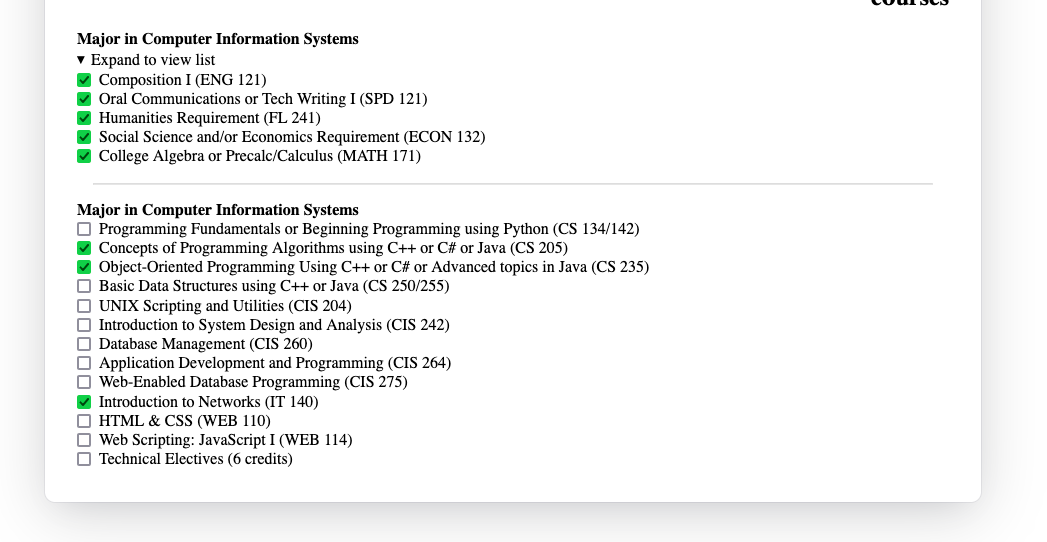 courses
Major in Computer Information Systems
▼ Expand to view list
Composition I (ENG 121)
Oral Communications or Tech Writing I (SPD 121)
Humanities Requirement (FL 241)
Social Science and/or Economics Requirement (ECON 132)
College Algebra or Precalc/Calculus (MATH 171)
Major in Computer Information Systems
Programming Fundamentals or Beginning Programming using Python (CS 134/142)
Concepts of Programming Algorithms using C++ or C# or Java (CS 205)
Object-Oriented Programming Using C++ or C# or Advanced topics in Java (CS 235)
Basic Data Structures using C++ or Java (CS 250/255)
UNIX Scripting and Utilities (CIS 204)
Introduction to System Design and Analysis (CIS 242)
Database Management (CIS 260)
Application Development and Programming (CIS 264)
Web-Enabled Database Programming (CIS 275)
Introduction to Networks (IT 140)
HTML & CSS (WEB 110)
Web Scripting: JavaScript I (WEB 114)
Technical Electives (6 credits)